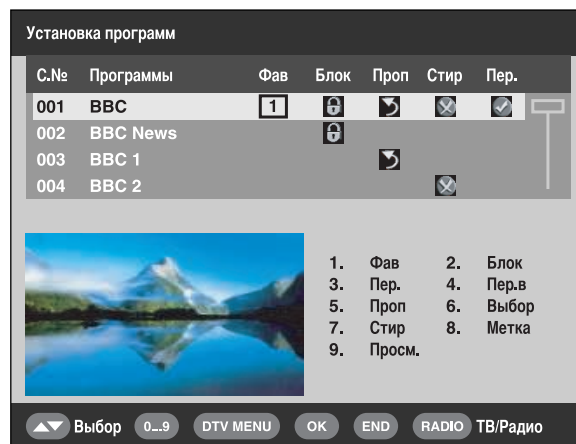 Установка программ
С.№ Программы Фав Блок Проп Стир Пер.
001 BBC 1
002 BBC News
003 BBC 1
004 BBC 2
1. Фав 2. Блок
3. Пер. 4. Пер.в
5. Проп 6. Выбор
7. Стир 8. Метка
9. Просм.
Выбор 0...9 DTV MENU OK END RADIO ТВ/Радио